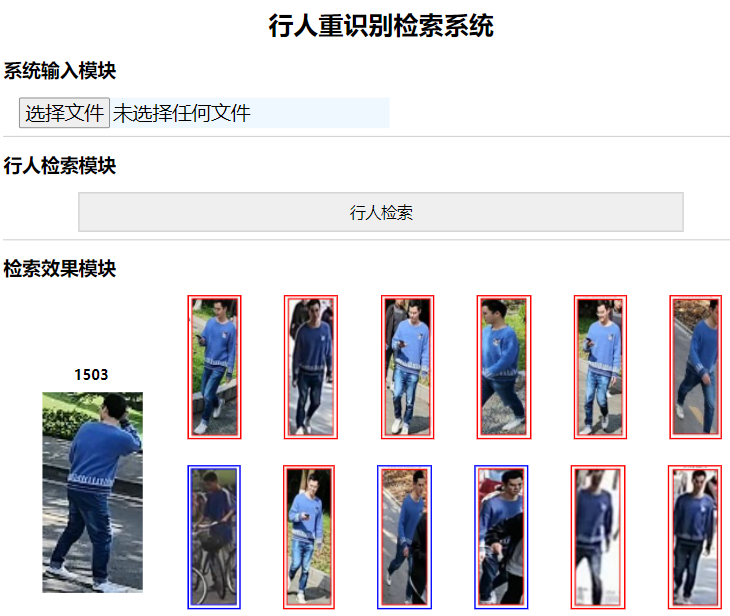 行人重识别检索系统
系统输入模块
选择文件 未选择任何文件
行人检索模块
行人检索
检索效果模块
1503